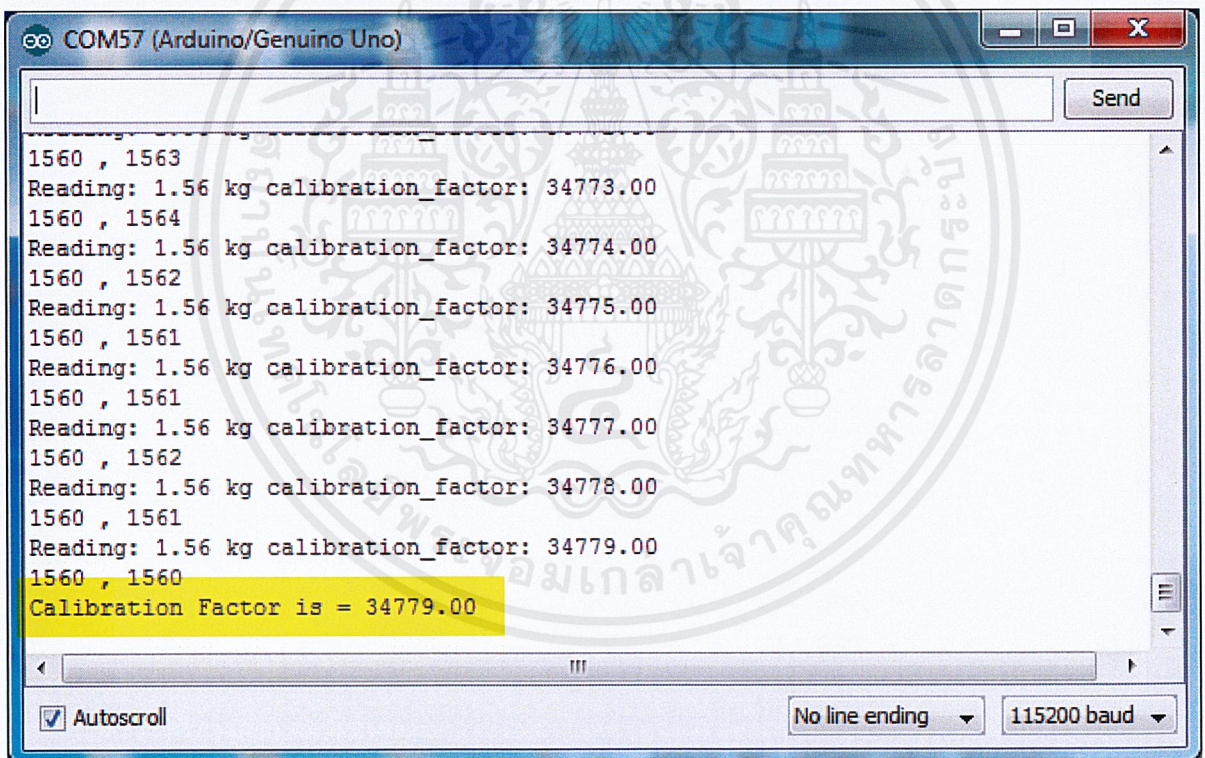 COM57 (Arduino/Genuino Uno)
Send
1560 , 1563
Reading: 1.56 kg calibration_factor: 34773.00
1560 , 1564
Reading: 1.56 kg calibration_factor: 34774.00
1560 , 1562
Reading: 1.56 kg calibration_factor: 34775.00
1560 , 1561
Reading: 1.56 kg calibration_factor: 34776.00
1560 , 1561
Reading: 1.56 kg calibration_factor: 34777.00
1560 , 1562
Reading: 1.56 kg calibration_factor: 34778.00
1560 , 1561
Reading: 1.56 kg calibration_factor: 34779.00
1560 , 1560
Calibration Factor is = 34779.00
Autoscroll
No line ending
115200 baud